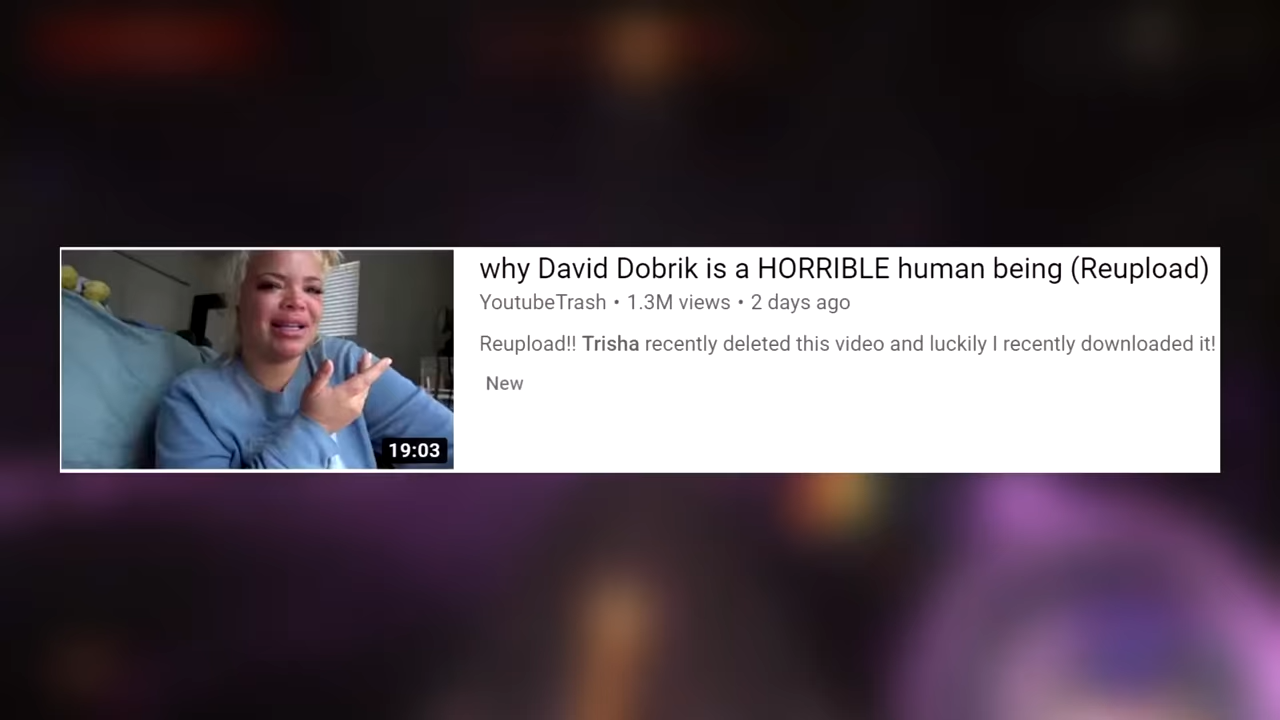 why David Dobrik is a HORRIBLE human being (Reupload)
YoutubeTrash • 1.3M views • 2 days ago
Reupload!! Trisha recently deleted this video and luckily I recently downloaded it!
New
19:03